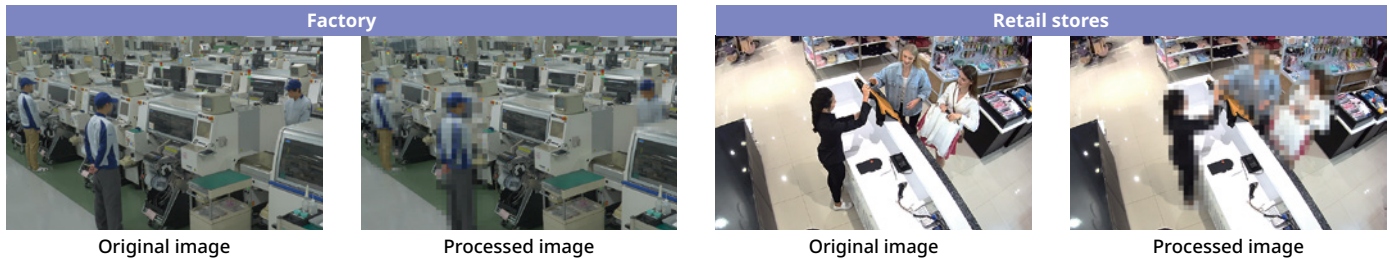 Factory
Retail stores
Original image
Processed image
Original image
Processed image